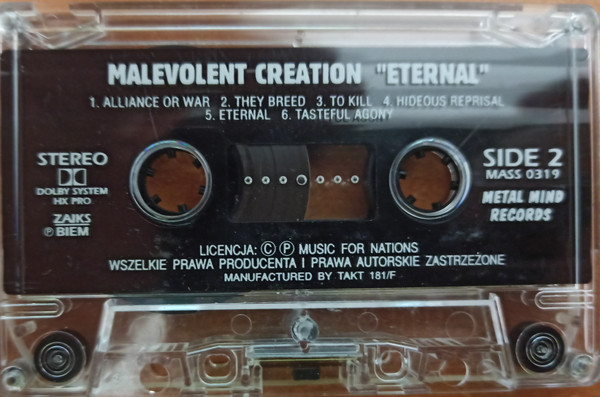 MALEVOLENT CREATION "ETERNAL"
1. ALLIANCE OR WAR 2. THEY BREED 3. TO KILL 4. HIDEOUS REPRISAL
5. ETERNAL 6. TASTEFUL AGONY
STEREO
DOLBY SYSTEM
HX PRO
ZAIKS
Ⓟ BIEM
SIDE 2
MASS 0319
METAL MIND
RECORDS
LICENCJA: Ⓒ Ⓟ MUSIC FOR NATIONS
WSZELKIE PRAWA PRODUCENTA I PRAWA AUTORSKIE ZASTRZEŻONE
MANUFACTURED BY TAKT 181/F